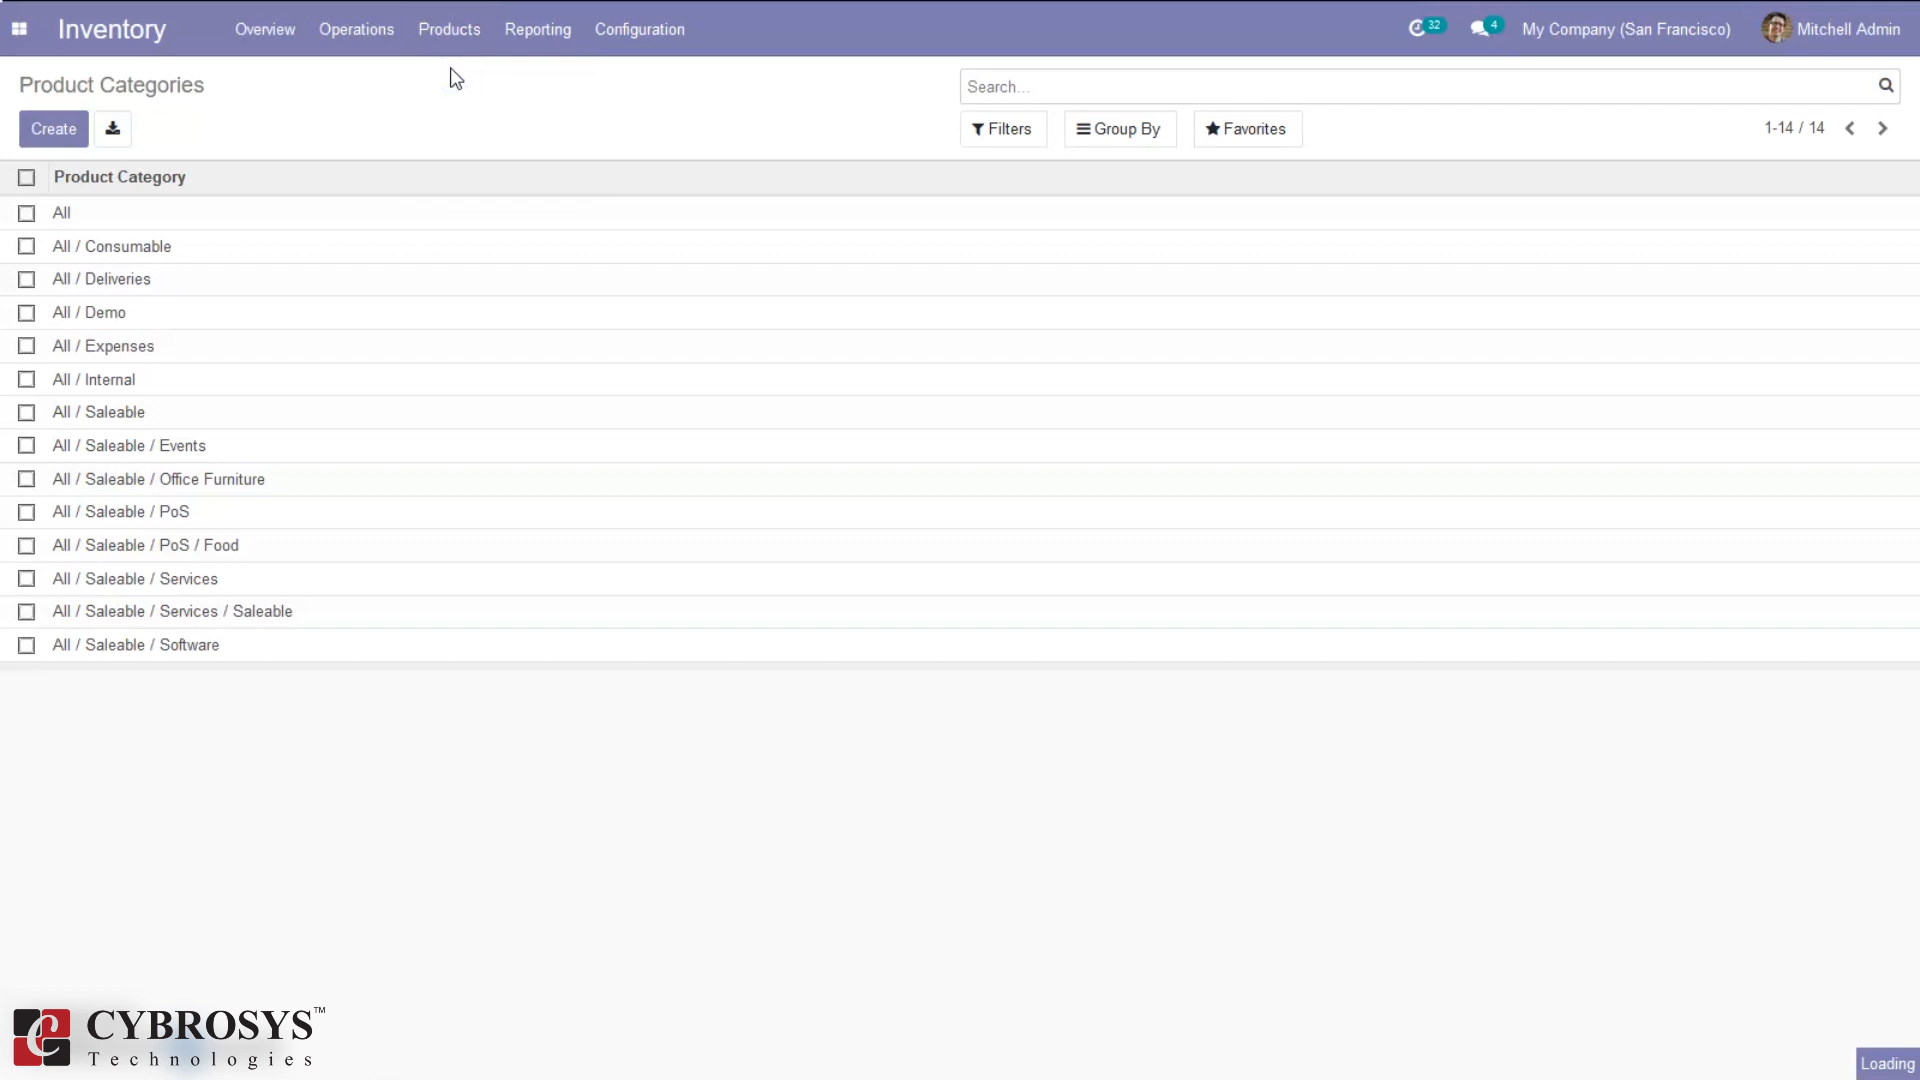 Inventory Overview Operations Products Reporting Configuration 32 4 My Company (San Francisco) Mitchell Admin
Product Categories
Search...
Create Filters Group By Favorites 1-14 / 14
Product Category
All
All / Consumable
All / Deliveries
All / Demo
All / Expenses
All / Internal
All / Saleable
All / Saleable / Events
All / Saleable / Office Furniture
All / Saleable / PoS
All / Saleable / PoS / Food
All / Saleable / Services
All / Saleable / Services / Saleable
All / Saleable / Software
CYBROSYS™
Technologies
Loading